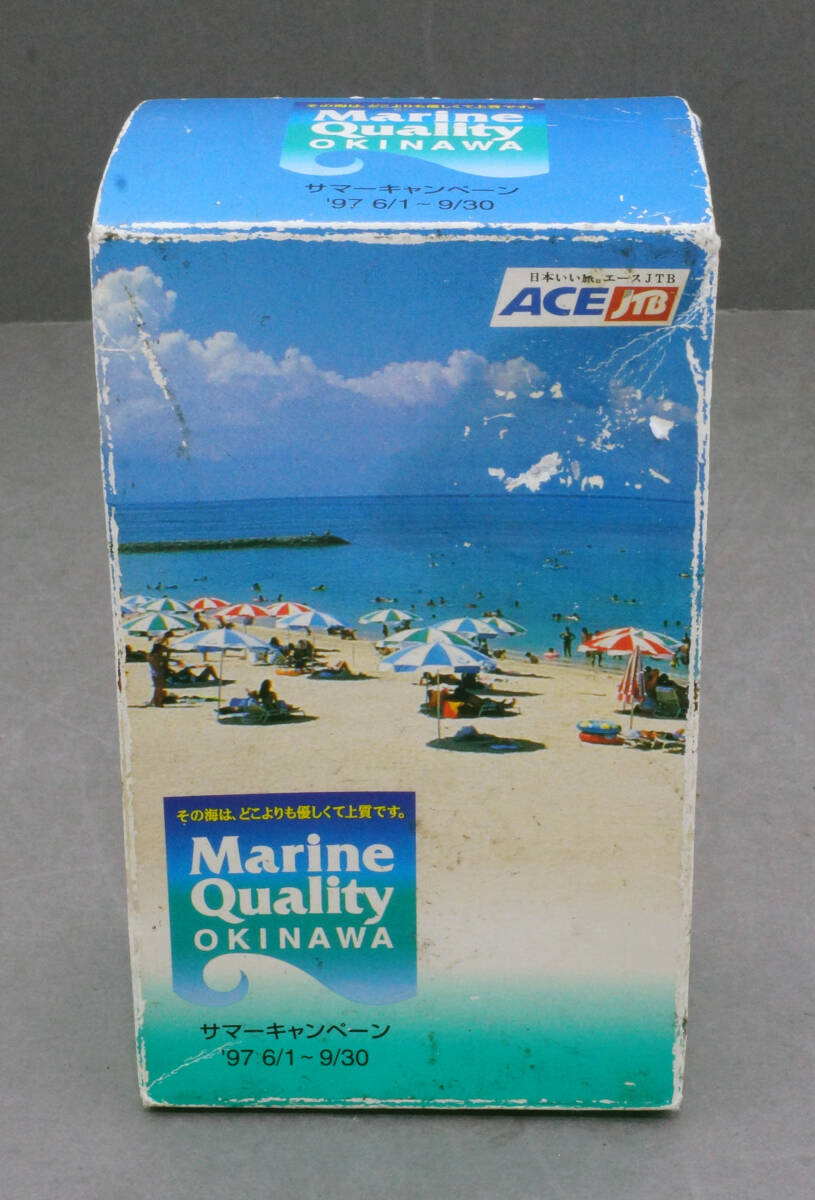 その海は、どこよりも優しくて上質です。
Marine
Quality
OKINAWA
サマーキャンペーン
'97 6/1～9/30
日本いい旅。エースJTB
ACE JTB
その海は、どこよりも優しくて上質です。
Marine
Quality
OKINAWA
サマーキャンペーン
'97 6/1～9/30